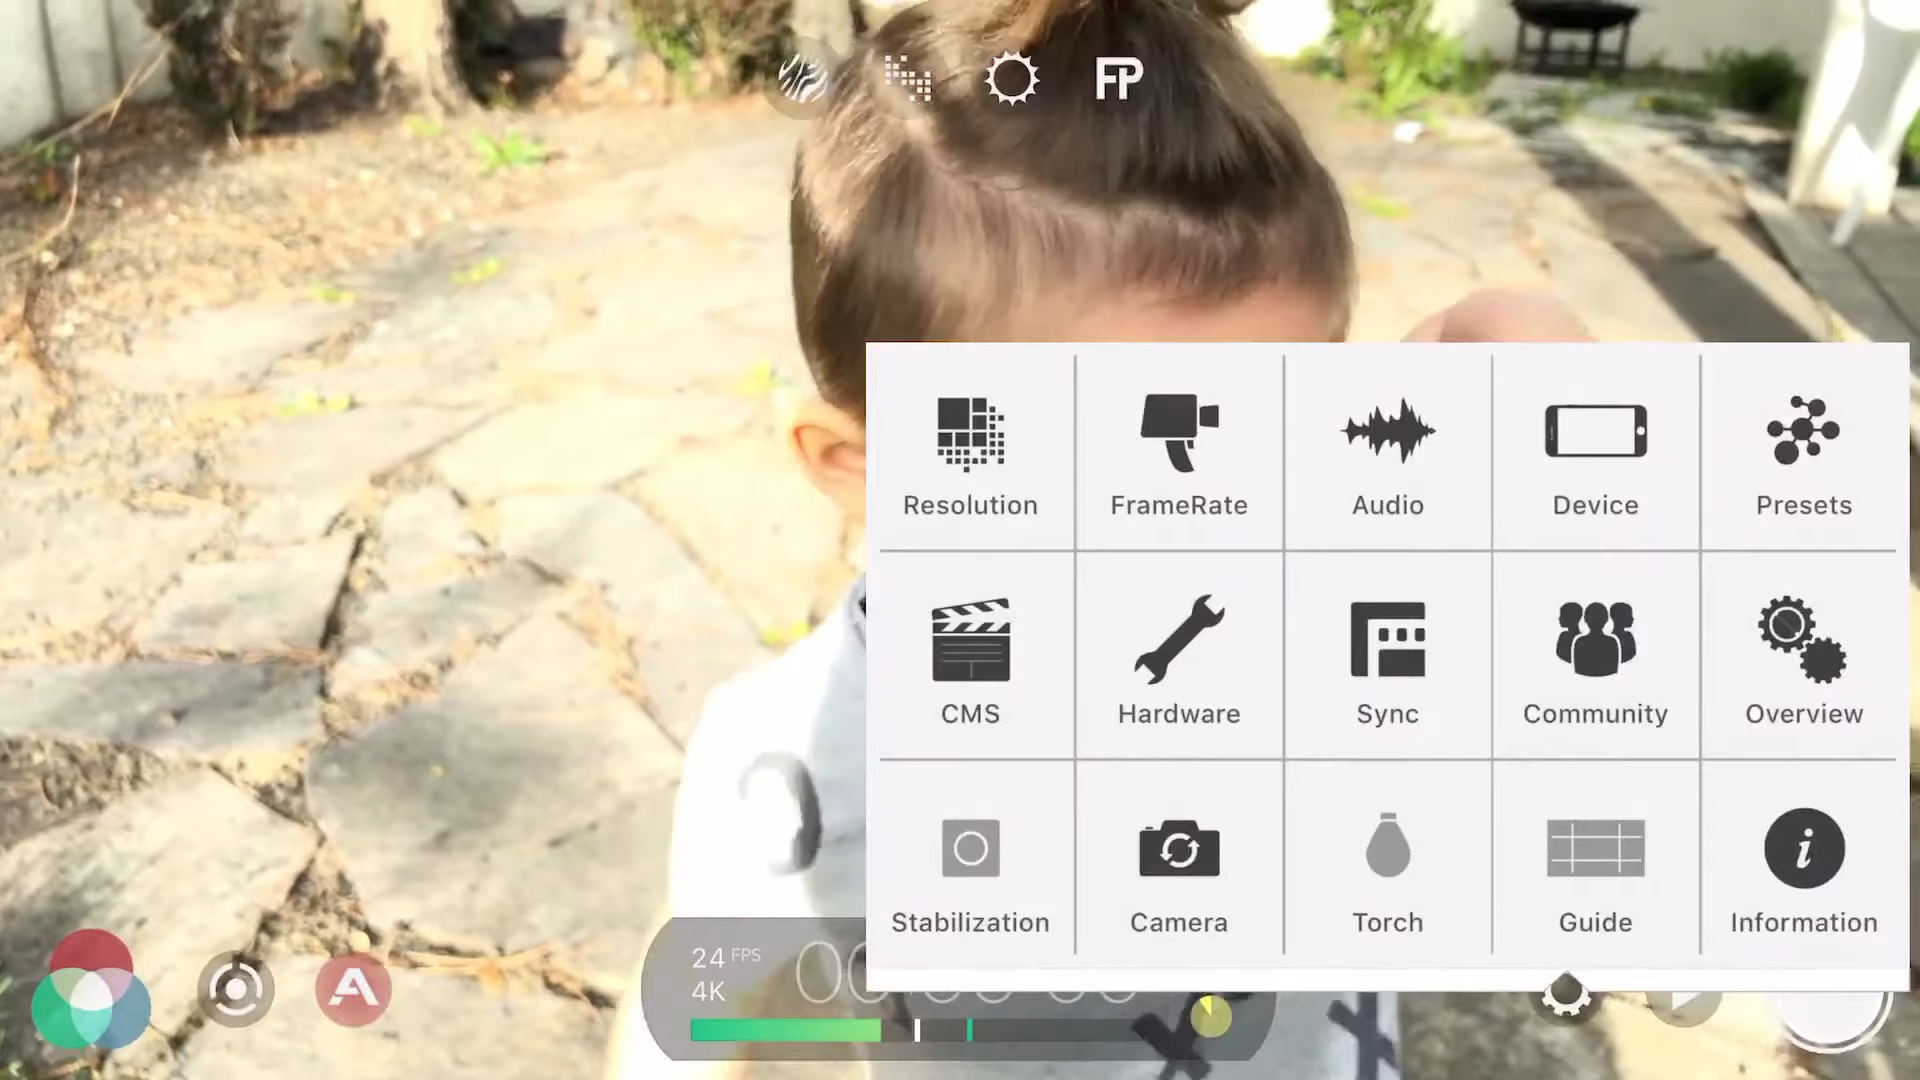 FP
Resolution
FrameRate
Audio
Device
Presets
CMS
Hardware
Sync
Community
Overview
Stabilization
Camera
Torch
Guide
Information
24 FPS
4K
A